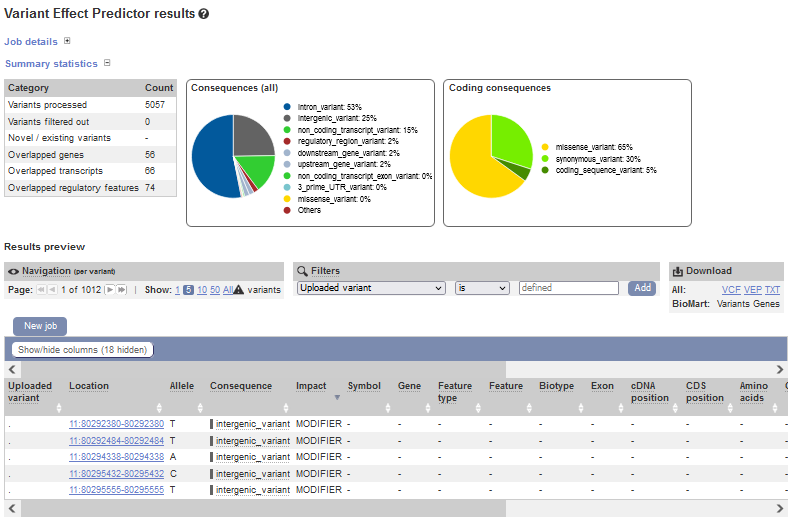 Variant Effect Predictor results ?
Job details +
Summary statistics -
Category Count
Variants processed 5057
Variants filtered out 0
Novel / existing variants -
Overlapped genes 56
Overlapped transcripts 66
Overlapped regulatory features 74
Consequences (all)
intron_variant: 53%
intergenic_variant: 25%
non_coding_transcript_variant: 15%
regulatory_region_variant: 2%
downstream_gene_variant: 2%
upstream_gene_variant: 2%
non_coding_transcript_exon_variant: 0%
3_prime_UTR_variant: 0%
missense_variant: 0%
Others
Coding consequences
missense_variant: 65%
synonymous_variant: 30%
coding_sequence_variant: 5%
Results preview
Navigation (per variant)
Page: 1 of 1012 | Show: 1 5 10 50 All variants
Filters
Uploaded variant is defined Add
Download
All: VCF VEP TXT
BioMart: Variants Genes
New job
Show/hide columns (18 hidden)
Uploaded variant Location Allele Consequence Impact Symbol Gene Feature type Feature Biotype Exon cDNA position CDS position Amino acids
. 11:80292380-80292380 T intergenic_variant MODIFIER - - - - - - - - -
. 11:80292484-80292484 T intergenic_variant MODIFIER - - - - - - - - -
. 11:80294338-80294338 A intergenic_variant MODIFIER - - - - - - - - -
. 11:80295432-80295432 C intergenic_variant MODIFIER - - - - - - - - -
. 11:80295555-80295555 T intergenic_variant MODIFIER - - - - - - - - -